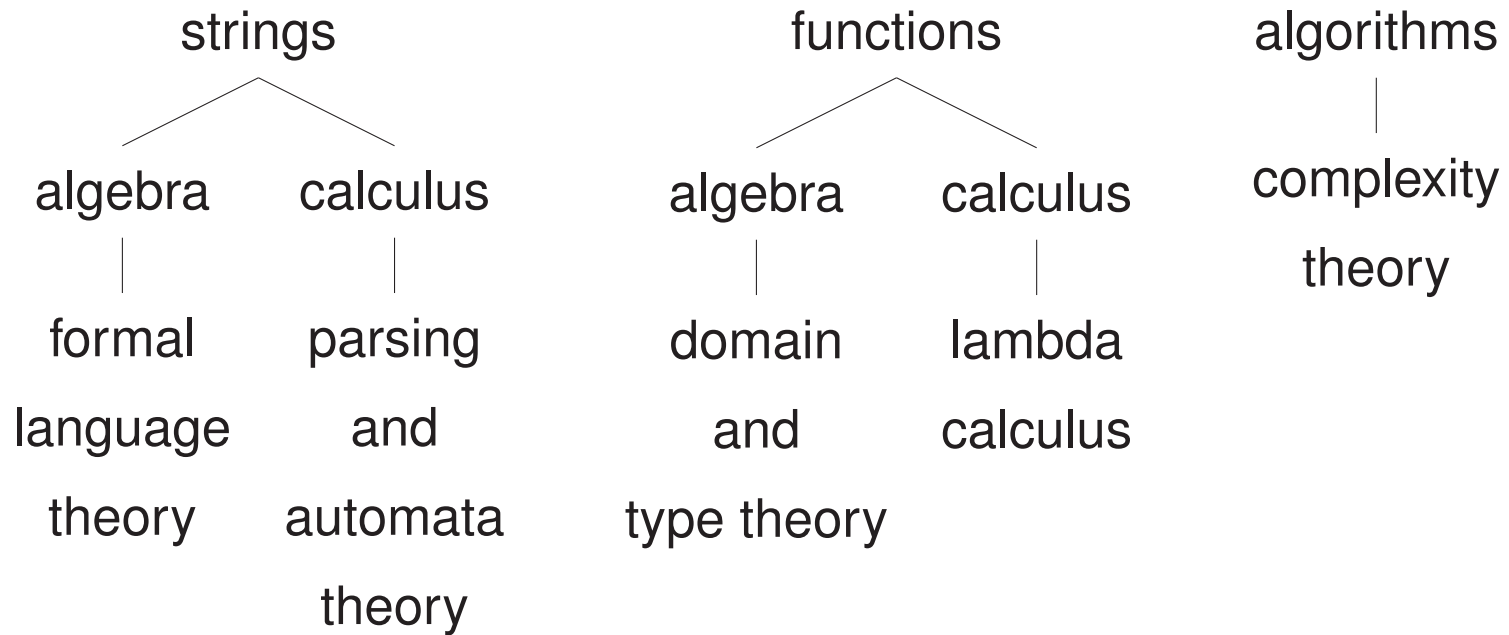 strings functions algorithms
algebra calculus algebra calculus complexity
theory
formal parsing domain lambda
language and and calculus
theory automata type theory
theory